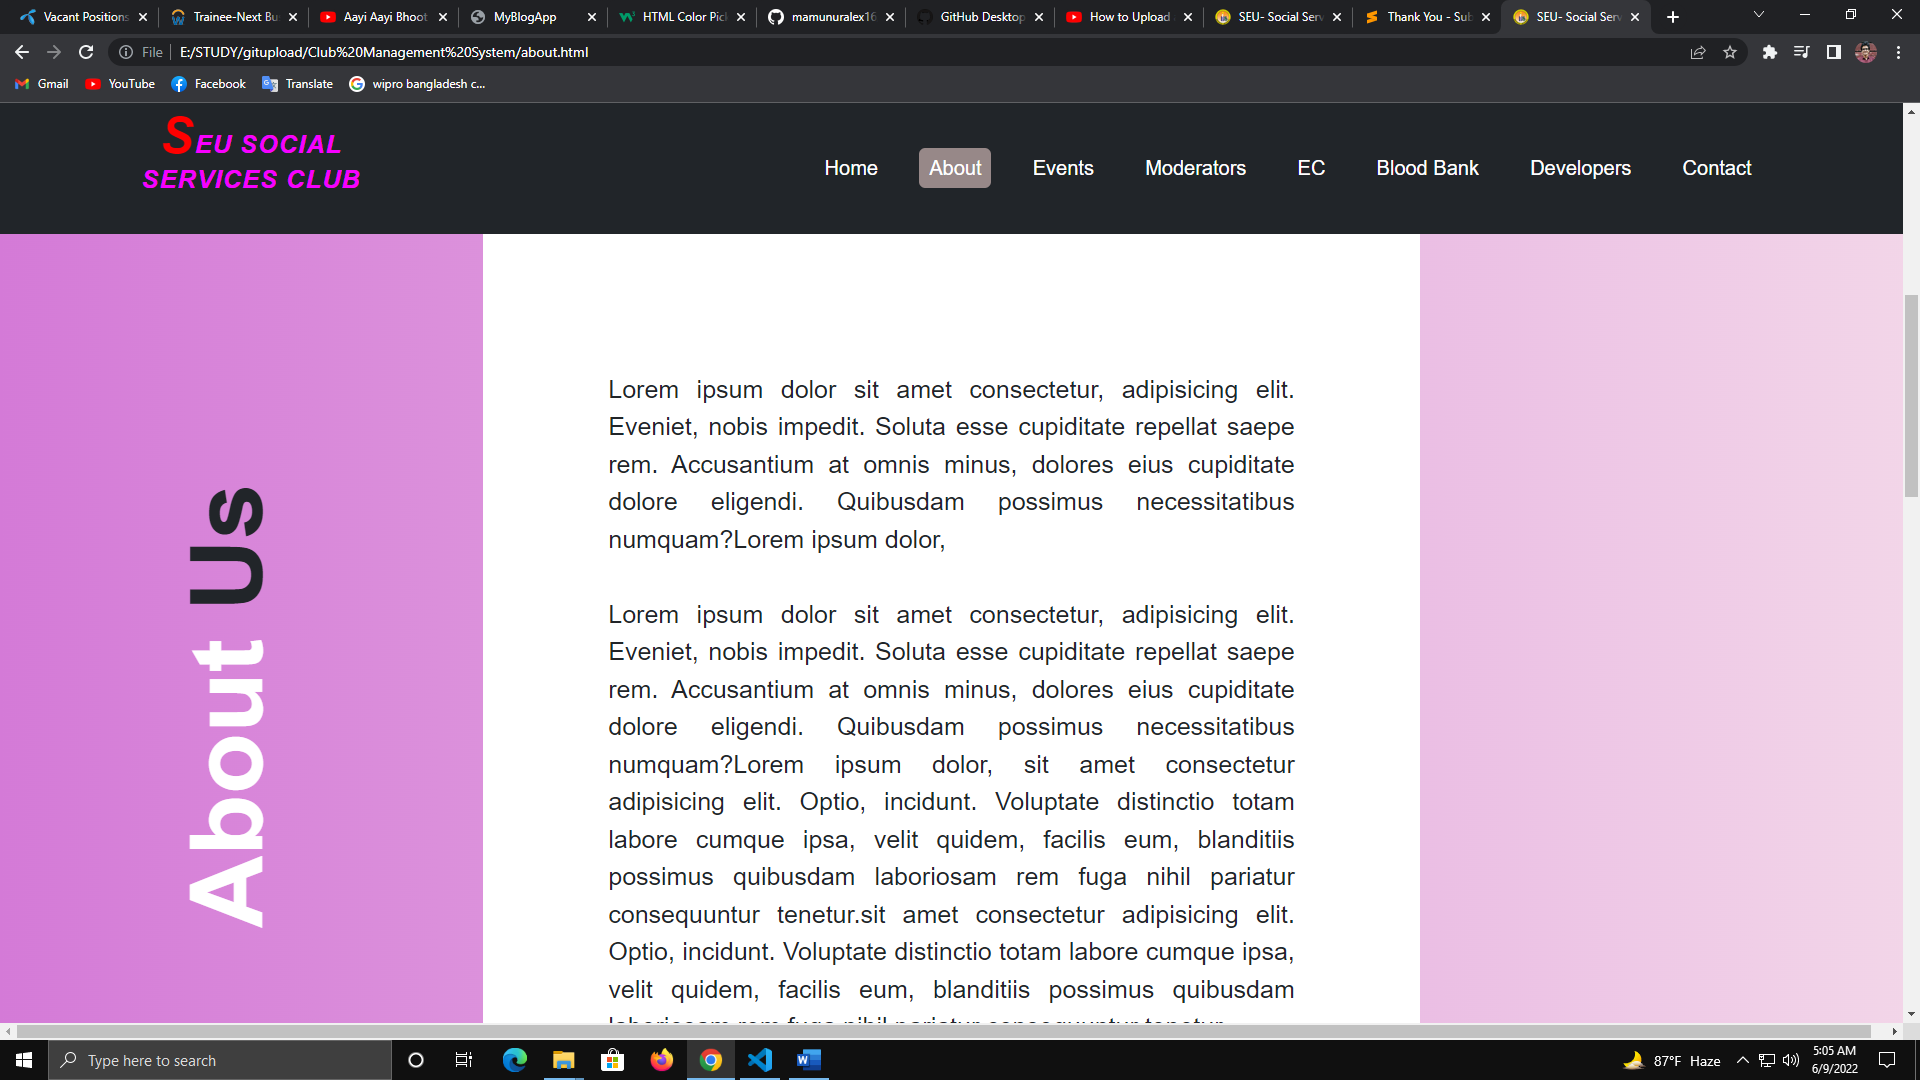 Vacant Positions
Trainee-Next Bu
Aayi Aayi Bhoot
MyBlogApp
HTML Color Pic
mamunuralex16
GitHub Desktop
How to Upload
SEU- Social Serv
Thank You - Sub
SEU- Social Serv
File
E:/STUDY/gitupload/Club%20Management%20System/about.html
Gmail
YouTube
Facebook
Translate
wipro bangladesh c...
SEU SOCIAL
SERVICES CLUB
Home
About
Events
Moderators
EC
Blood Bank
Developers
Contact
About Us
Lorem ipsum dolor sit amet consectetur, adipisicing elit.
Eveniet, nobis impedit. Soluta esse cupiditate repellat saepe
rem. Accusantium at omnis minus, dolores eius cupiditate
dolore eligendi. Quibusdam possimus necessitatibus
numquam?Lorem ipsum dolor,
Lorem ipsum dolor sit amet consectetur, adipisicing elit.
Eveniet, nobis impedit. Soluta esse cupiditate repellat saepe
rem. Accusantium at omnis minus, dolores eius cupiditate
dolore eligendi. Quibusdam possimus necessitatibus
numquam?Lorem ipsum dolor, sit amet consectetur
adipisicing elit. Optio, incidunt. Voluptate distinctio totam
labore cumque ipsa, velit quidem, facilis eum, blanditiis
possimus quibusdam laboriosam rem fuga nihil pariatur
consequuntur tenetur.sit amet consectetur adipisicing elit.
Optio, incidunt. Voluptate distinctio totam labore cumque ipsa,
velit quidem, facilis eum, blanditiis possimus quibusdam
laboriosam rem fuga nihil pariatur consequuntur tenetur.
Type here to search
87°F Haze
5:05 AM
6/9/2022